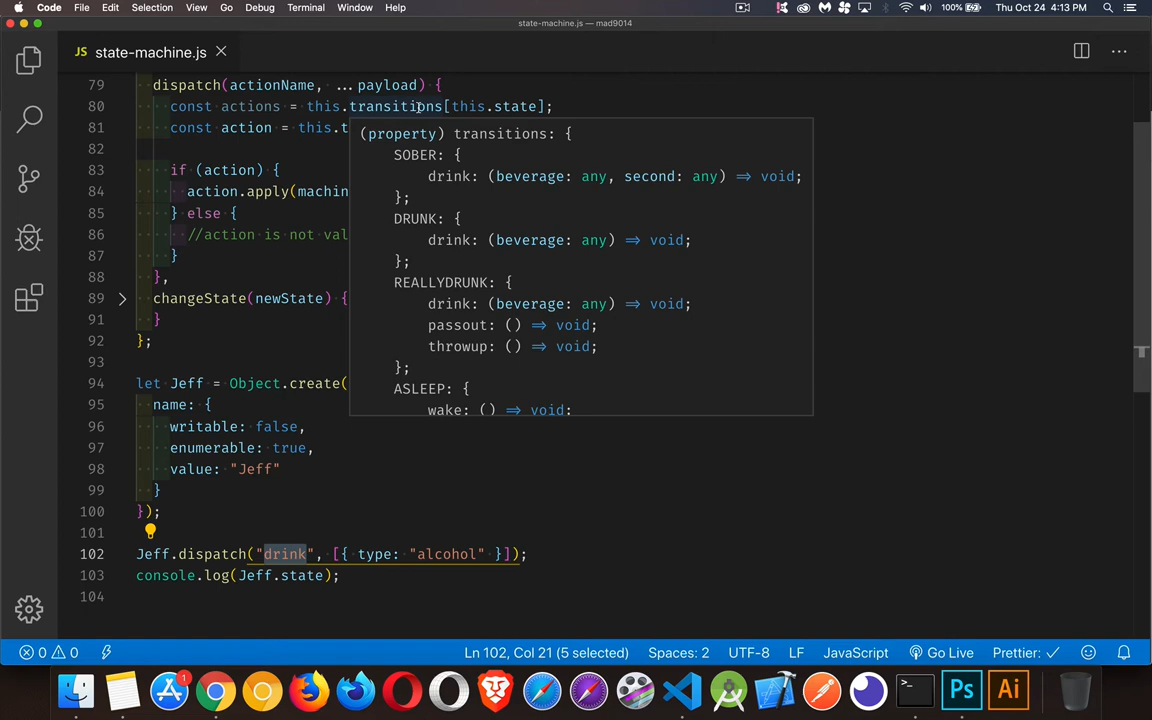 Code File Edit Selection View Go Debug Terminal Window Help 100% Thu Oct 24 4:13 PM
state-machine.js — mad9014
JS state-machine.js
79 dispatch(actionName, ...payload) {
80 const actions = this.transitions[this.state];
81 const action = this.t
(property) transitions: {
82
SOBER: {
83 if (action) {
drink: (beverage: any, second: any) => void;
84 action.apply(machin
};
85 } else {
DRUNK: {
86 //action is not val
drink: (beverage: any) => void;
87 }
};
88 },
REALLYDRUNK: {
89 changeState(newState) {
drink: (beverage: any) => void;
91 }
passout: () => void;
92 };
throwup: () => void;
93
};
94 let Jeff = Object.create(
ASLEEP: {
95 name: {
wake: () => void;
96 writable: false,
97 enumerable: true,
98 value: "Jeff"
99 }
100 });
101
102 Jeff.dispatch("drink", [{ type: "alcohol" }]);
103 console.log(Jeff.state);
104
0 0 Ln 102, Col 21 (5 selected) Spaces: 2 UTF-8 LF JavaScript Go Live Prettier: ✓
1
>_
Ps
Ai